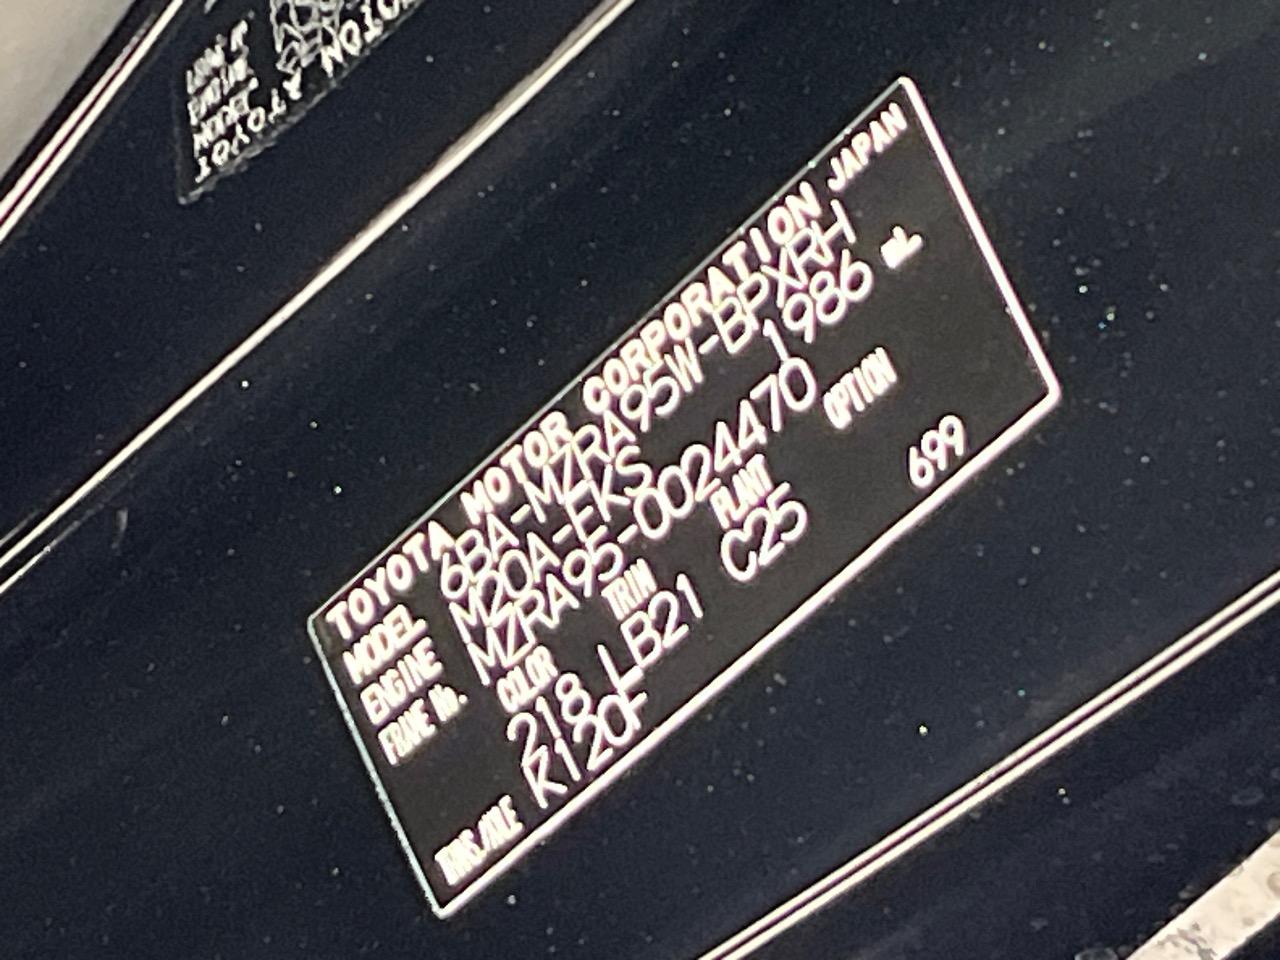 TOYOTA MOTOR CORPORATION JAPAN
MODEL 6BA-MZRA95W-BPXRH
ENGINE M20A-FKS 1986 mL
FRAME No. MZRA95-0024470
COLOR TRIM PLANT OPTION
218 LB21 C25 699
TRANS./AXLE K120F